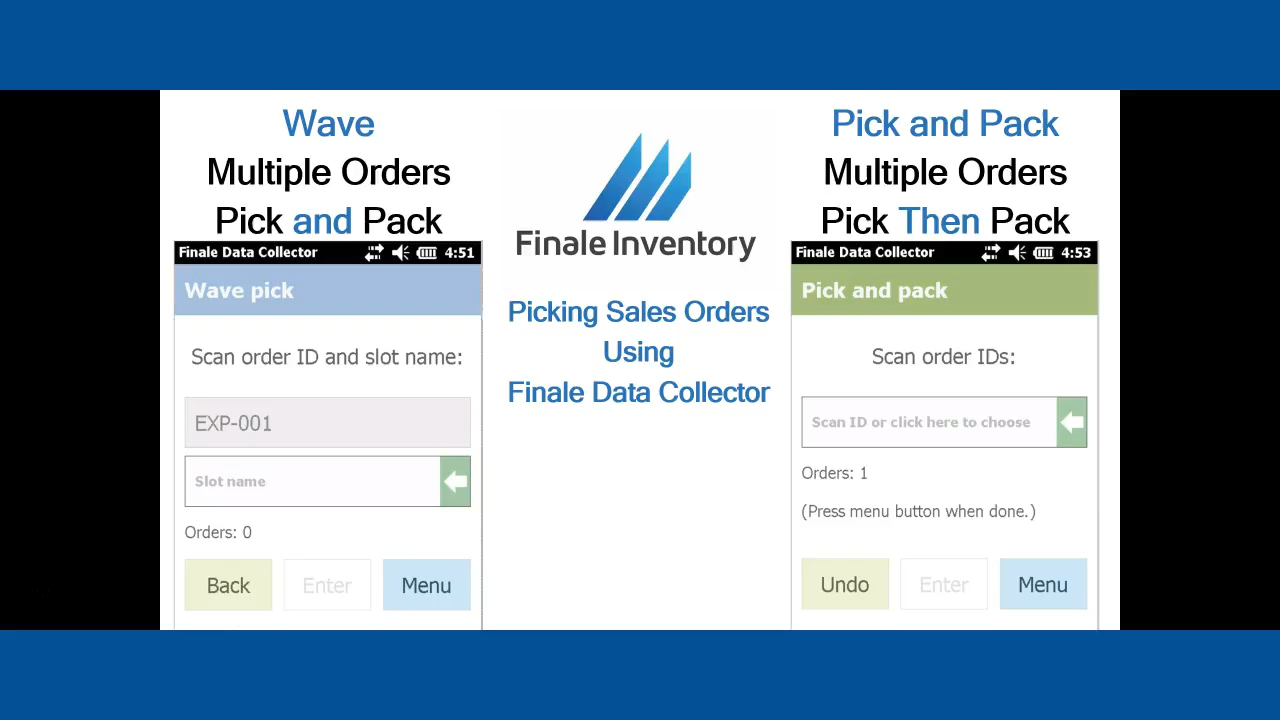 Wave
Multiple Orders
Pick and Pack
Finale Data Collector 4:51
Wave pick
Scan order ID and slot name:
EXP-001
Slot name
Orders: 0
Back Enter Menu
Finale Inventory
Picking Sales Orders
Using
Finale Data Collector
Pick and Pack
Multiple Orders
Pick Then Pack
Finale Data Collector 4:53
Pick and pack
Scan order IDs:
Scan ID or click here to choose
Orders: 1
(Press menu button when done.)
Undo Enter Menu